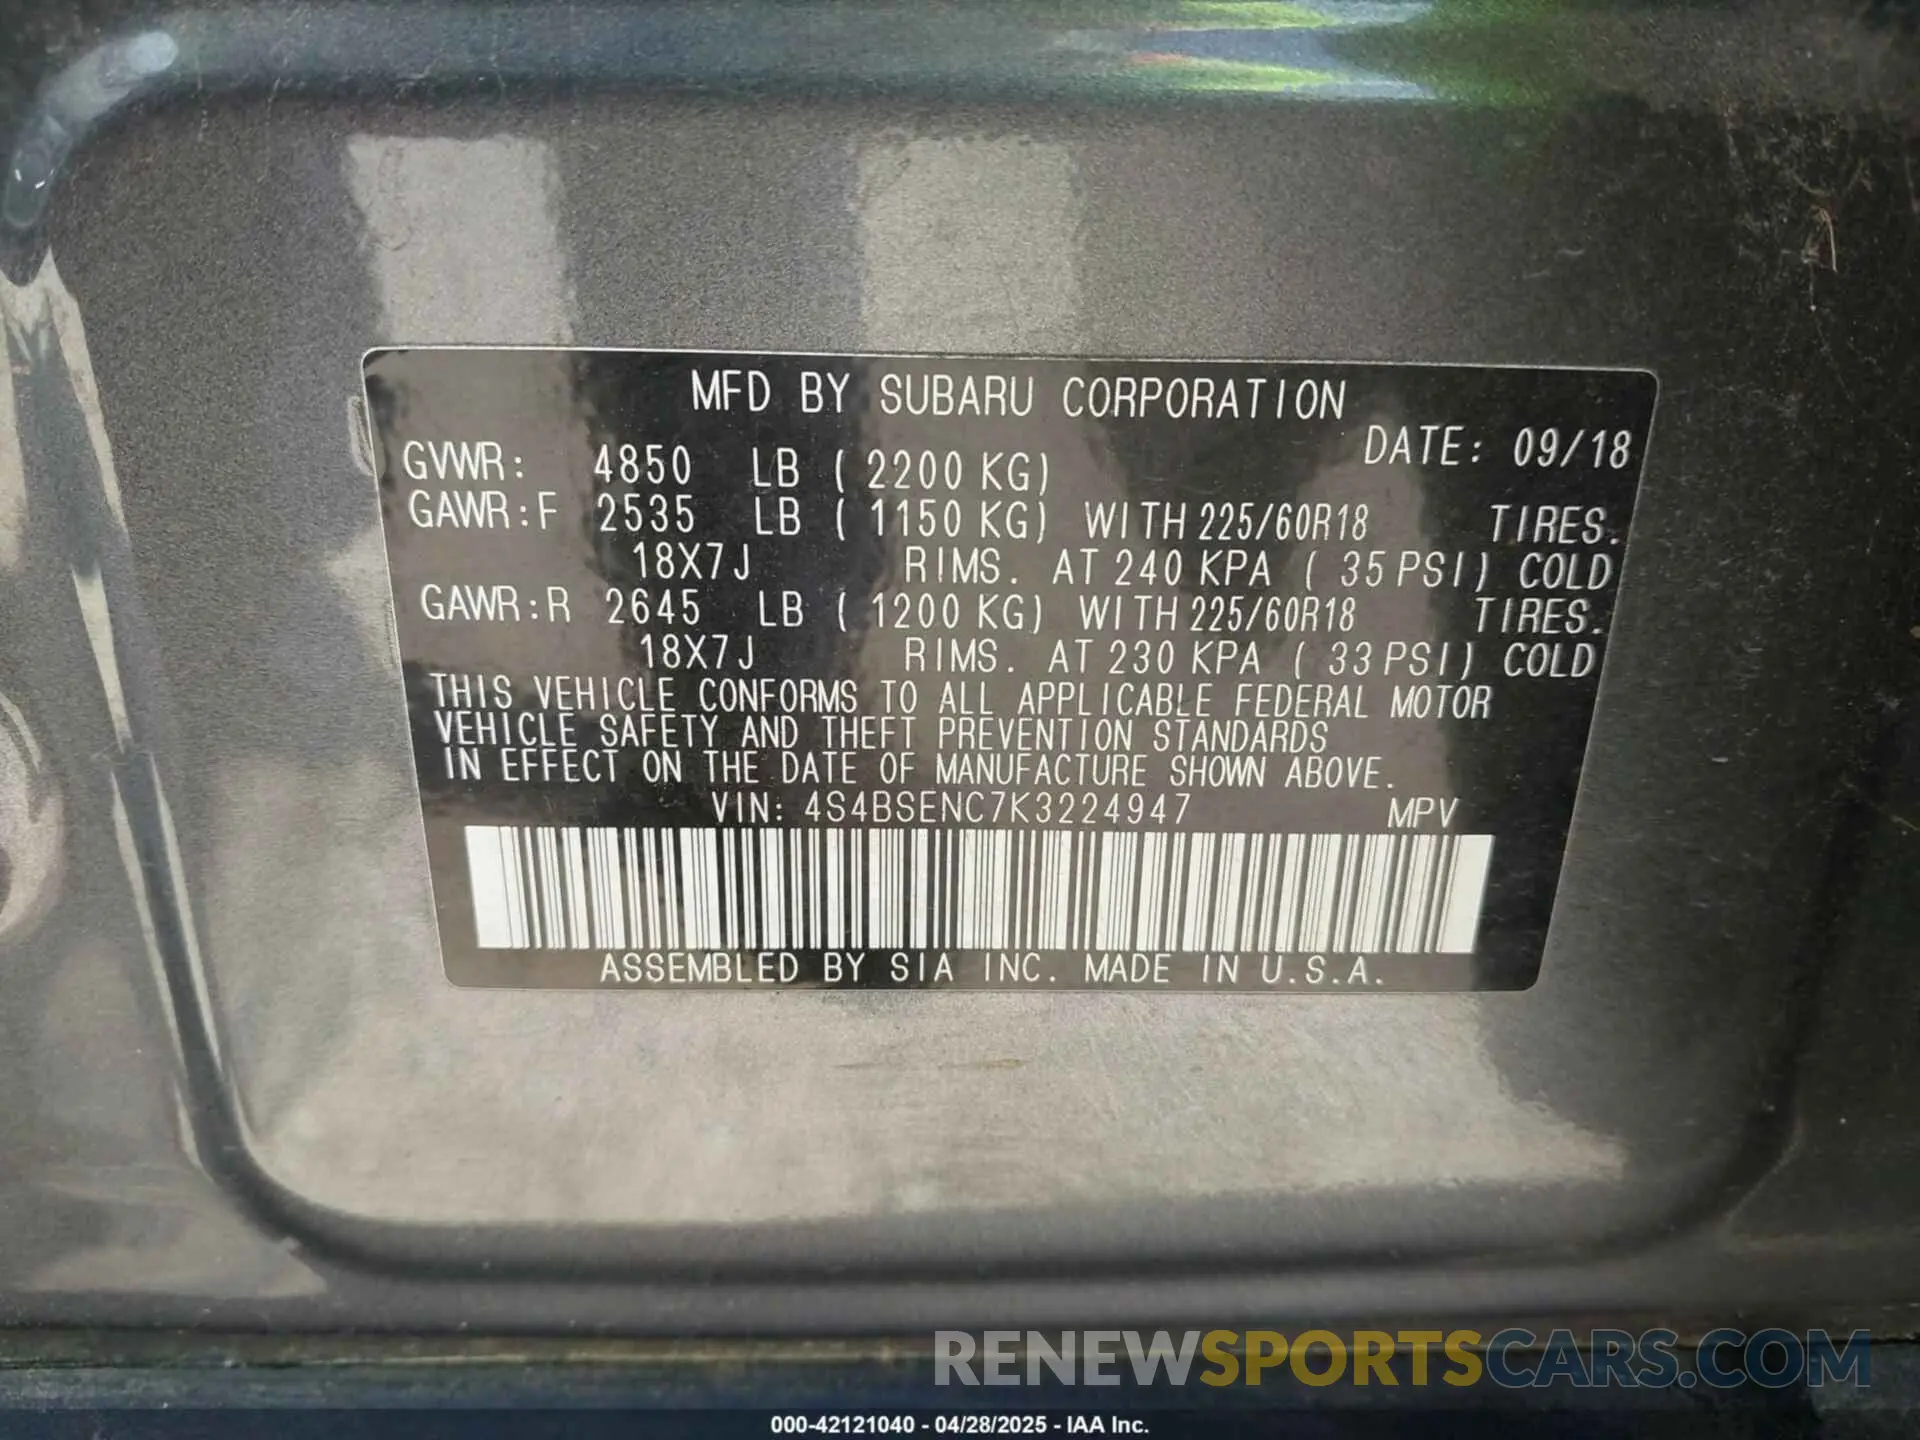 MFD BY SUBARU CORPORATION
DATE: 09/18
GVWR: 4850 LB ( 2200 KG)
GAWR:F 2535 LB ( 1150 KG) WITH 225/60R18 TIRES.
18X7J RIMS. AT 240 KPA ( 35 PSI) COLD
GAWR:R 2645 LB ( 1200 KG) WITH 225/60R18 TIRES.
18X7J RIMS. AT 230 KPA ( 33 PSI) COLD
THIS VEHICLE CONFORMS TO ALL APPLICABLE FEDERAL MOTOR
VEHICLE SAFETY AND THEFT PREVENTION STANDARDS
IN EFFECT ON THE DATE OF MANUFACTURE SHOWN ABOVE.
VIN: 4S4BSENC7K3224947 MPV
ASSEMBLED BY SIA INC. MADE IN U.S.A.
RENEWSPORTSCARS.COM
000-42121040 - 04/28/2025 - IAA Inc.